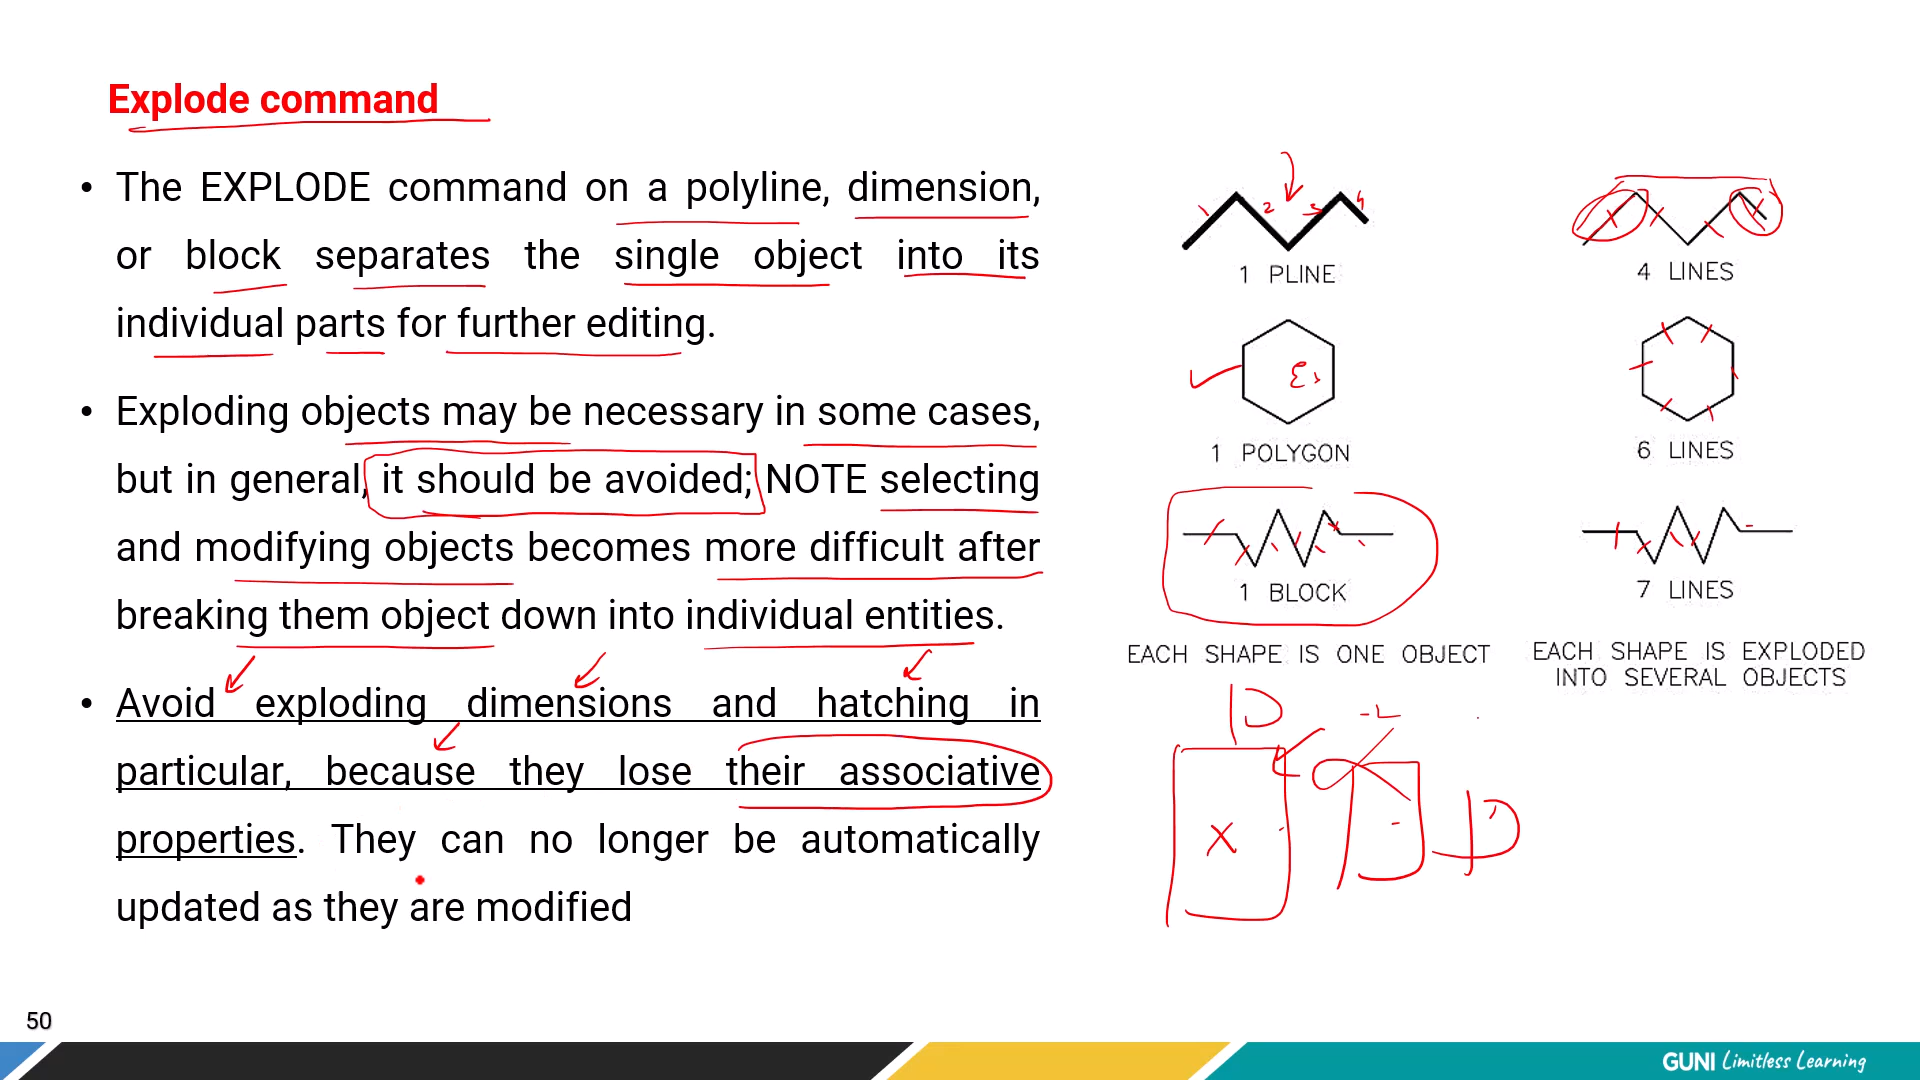 Explode command
• The EXPLODE command on a polyline, dimension,
or block separates the single object into its
individual parts for further editing.
• Exploding objects may be necessary in some cases,
but in general, it should be avoided; NOTE selecting
and modifying objects becomes more difficult after
breaking them object down into individual entities.
• Avoid exploding dimensions and hatching in
particular, because they lose their associative
properties. They can no longer be automatically
updated as they are modified
1 2 3 4
1 PLINE
4 LINES
1 POLYGON
6 LINES
1 BLOCK
7 LINES
EACH SHAPE IS ONE OBJECT
EACH SHAPE IS EXPLODED
INTO SEVERAL OBJECTS
50
GUNI Limitless Learning